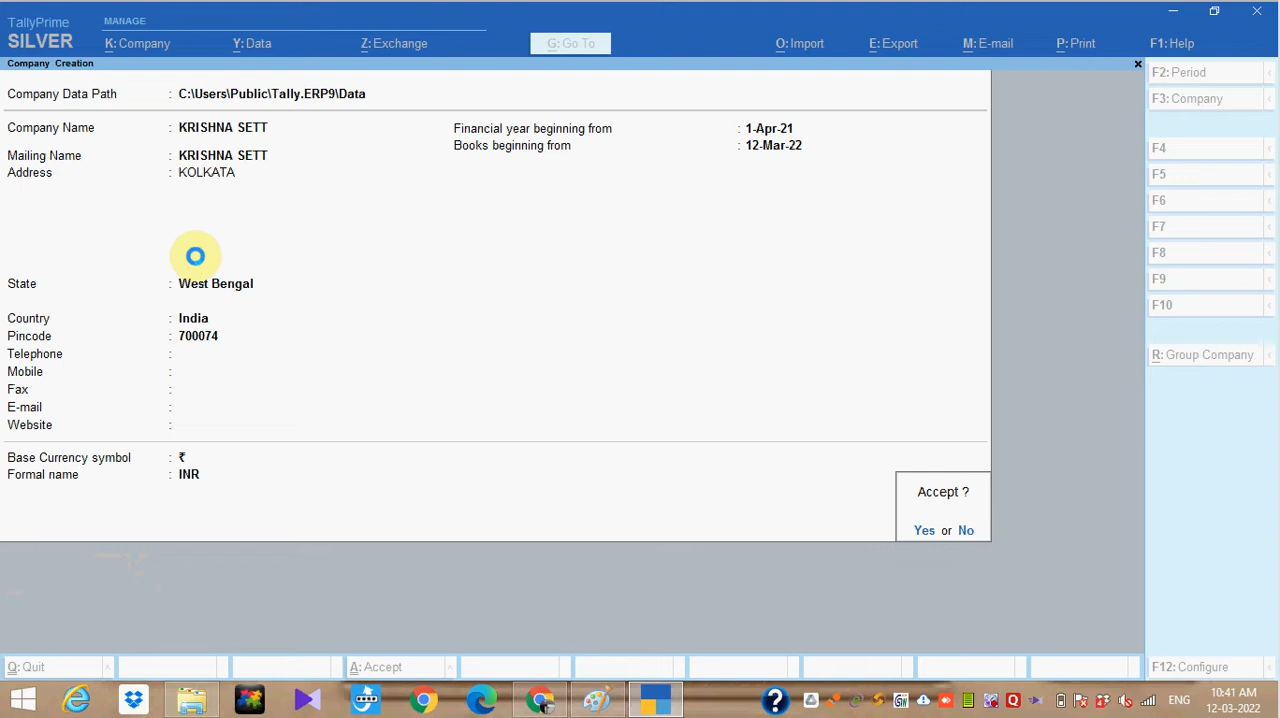 TallyPrime
MANAGE
SILVER
K: Company
Y: Data
Z: Exchange
G: Go To
O: Import
E: Export
M: E-mail
P: Print
F1: Help
Company Creation
F2: Period
F3: Company
F4
F5
F6
F7
F8
F9
F10
R: Group Company
Company Data Path : C:\Users\Public\Tally.ERP9\Data
Company Name : KRISHNA SETT
Financial year beginning from : 1-Apr-21
Books beginning from : 12-Mar-22
Mailing Name : KRISHNA SETT
Address : KOLKATA
State : West Bengal
Country : India
Pincode : 700074
Telephone :
Mobile :
Fax :
E-mail :
Website :
Base Currency symbol : ₹
Formal name : INR
Accept ?
Yes or No
Q: Quit
A: Accept
F12: Configure
ENG
10:41 AM
12-03-2022